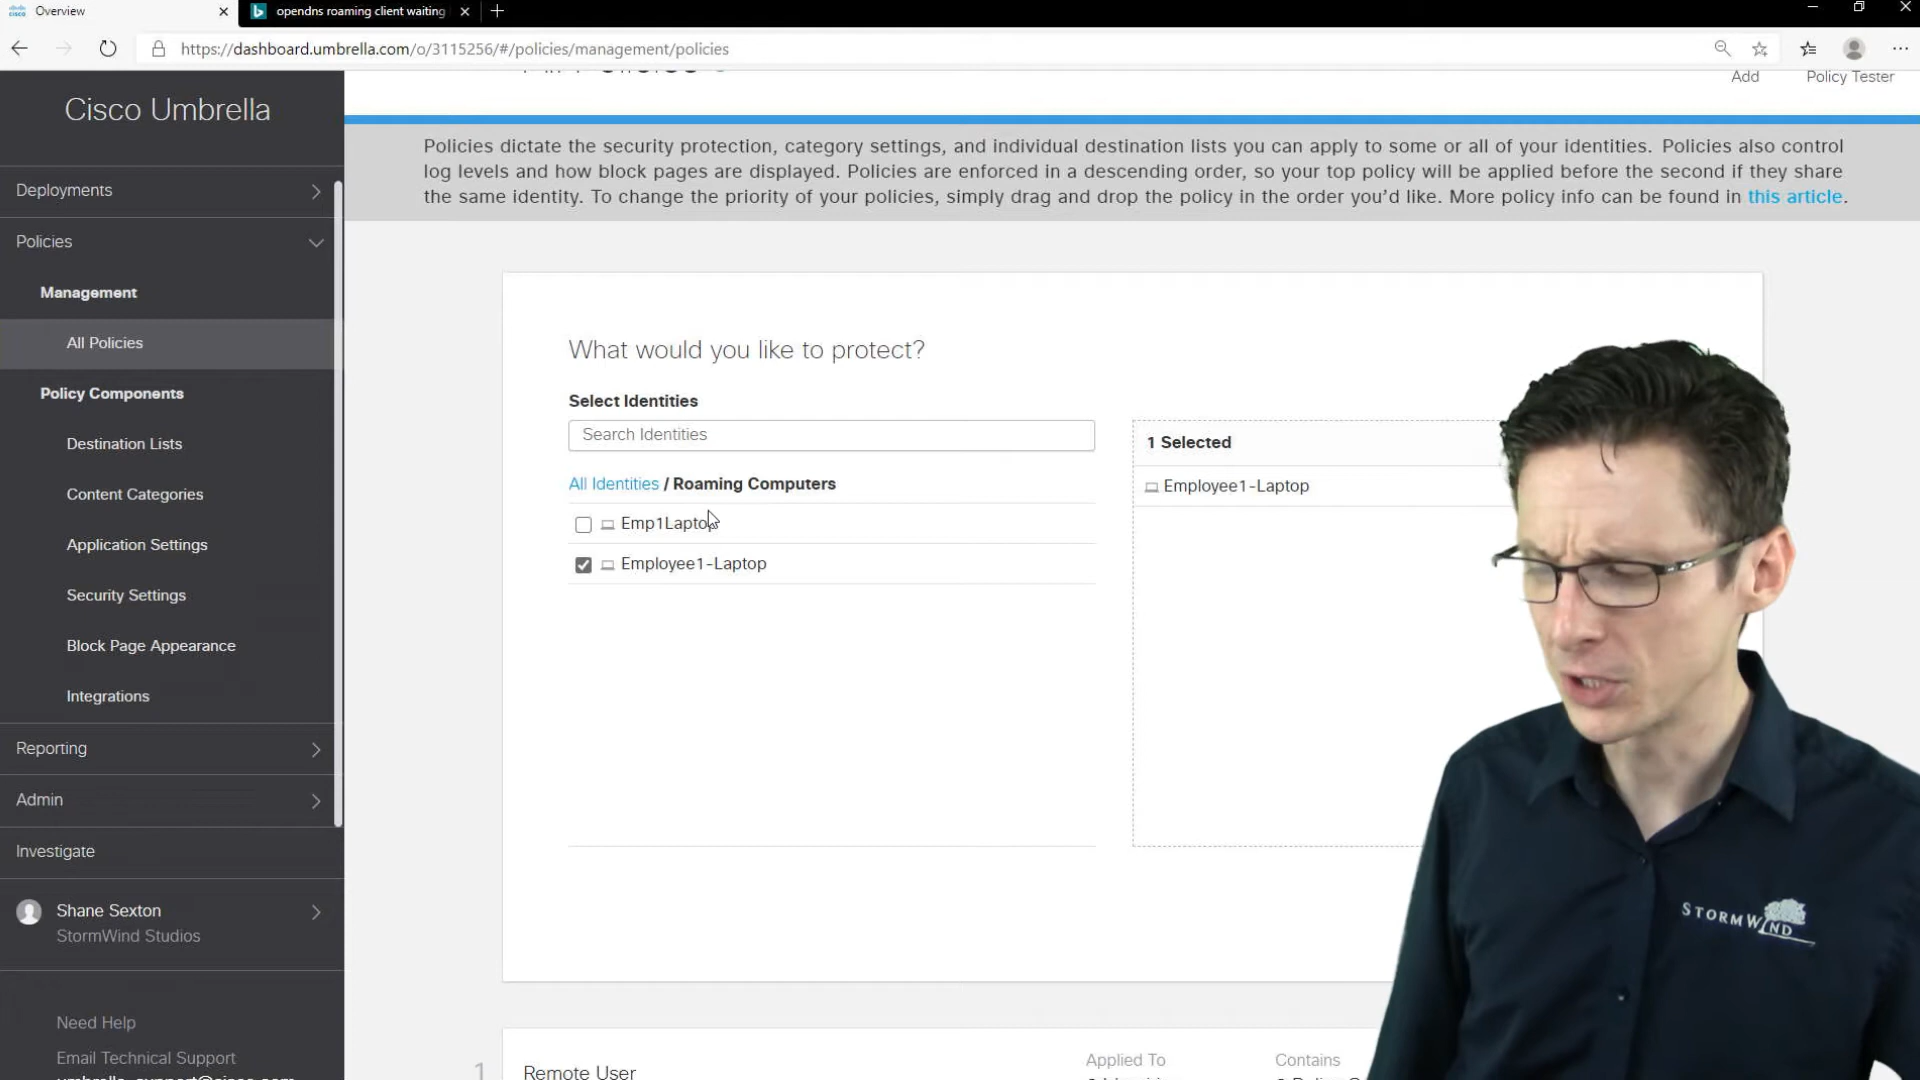 Overview
opendns roaming client waiting
https://dashboard.umbrella.com/o/3115256/#/policies/management/policies
Cisco Umbrella
Add
Policy Tester
Policies dictate the security protection, category settings, and individual destination lists you can apply to some or all of your identities. Policies also control
log levels and how block pages are displayed. Policies are enforced in a descending order, so your top policy will be applied before the second if they share
the same identity. To change the priority of your policies, simply drag and drop the policy in the order you'd like. More policy info can be found in this article.
Deployments
Policies
Management
All Policies
Policy Components
Destination Lists
Content Categories
Application Settings
Security Settings
Block Page Appearance
Integrations
Reporting
Admin
Investigate
Shane Sexton
StormWind Studios
Need Help
Email Technical Support
What would you like to protect?
Select Identities
Search Identities
All Identities / Roaming Computers
Emp1Laptop
Employee1-Laptop
1 Selected
Employee1-Laptop
1
Remote User
Applied To
Contains
STORMWIND